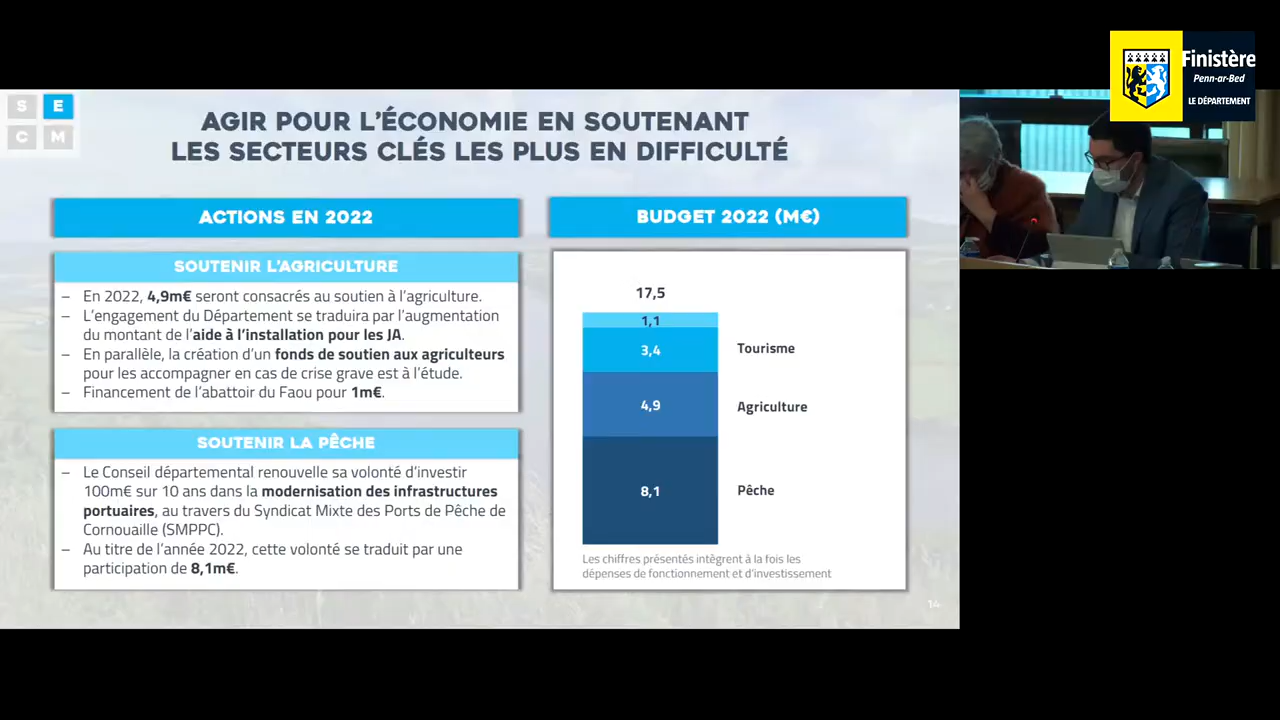 Finistère
Penn-ar-Bed
LE DÉPARTEMENT
S E
C M
AGIR POUR L'ÉCONOMIE EN SOUTENANT
LES SECTEURS CLÉS LES PLUS EN DIFFICULTÉ
ACTIONS EN 2022
SOUTENIR L'AGRICULTURE
– En 2022, 4,9m€ seront consacrés au soutien à l'agriculture.
– L'engagement du Département se traduira par l'augmentation
du montant de l'aide à l'installation pour les JA.
– En parallèle, la création d'un fonds de soutien aux agriculteurs
pour les accompagner en cas de crise grave est à l'étude.
– Financement de l'abattoir du Faou pour 1m€.
SOUTENIR LA PÊCHE
– Le Conseil départemental renouvelle sa volonté d'investir
100m€ sur 10 ans dans la modernisation des infrastructures
portuaires, au travers du Syndicat Mixte des Ports de Pêche de
Cornouaille (SMPPC).
– Au titre de l'année 2022, cette volonté se traduit par une
participation de 8,1m€.
BUDGET 2022 (M€)
17,5
1,1
3,4 Tourisme
4,9 Agriculture
8,1 Pêche
Les chiffres présentés intègrent à la fois les
dépenses de fonctionnement et d'investissement
14